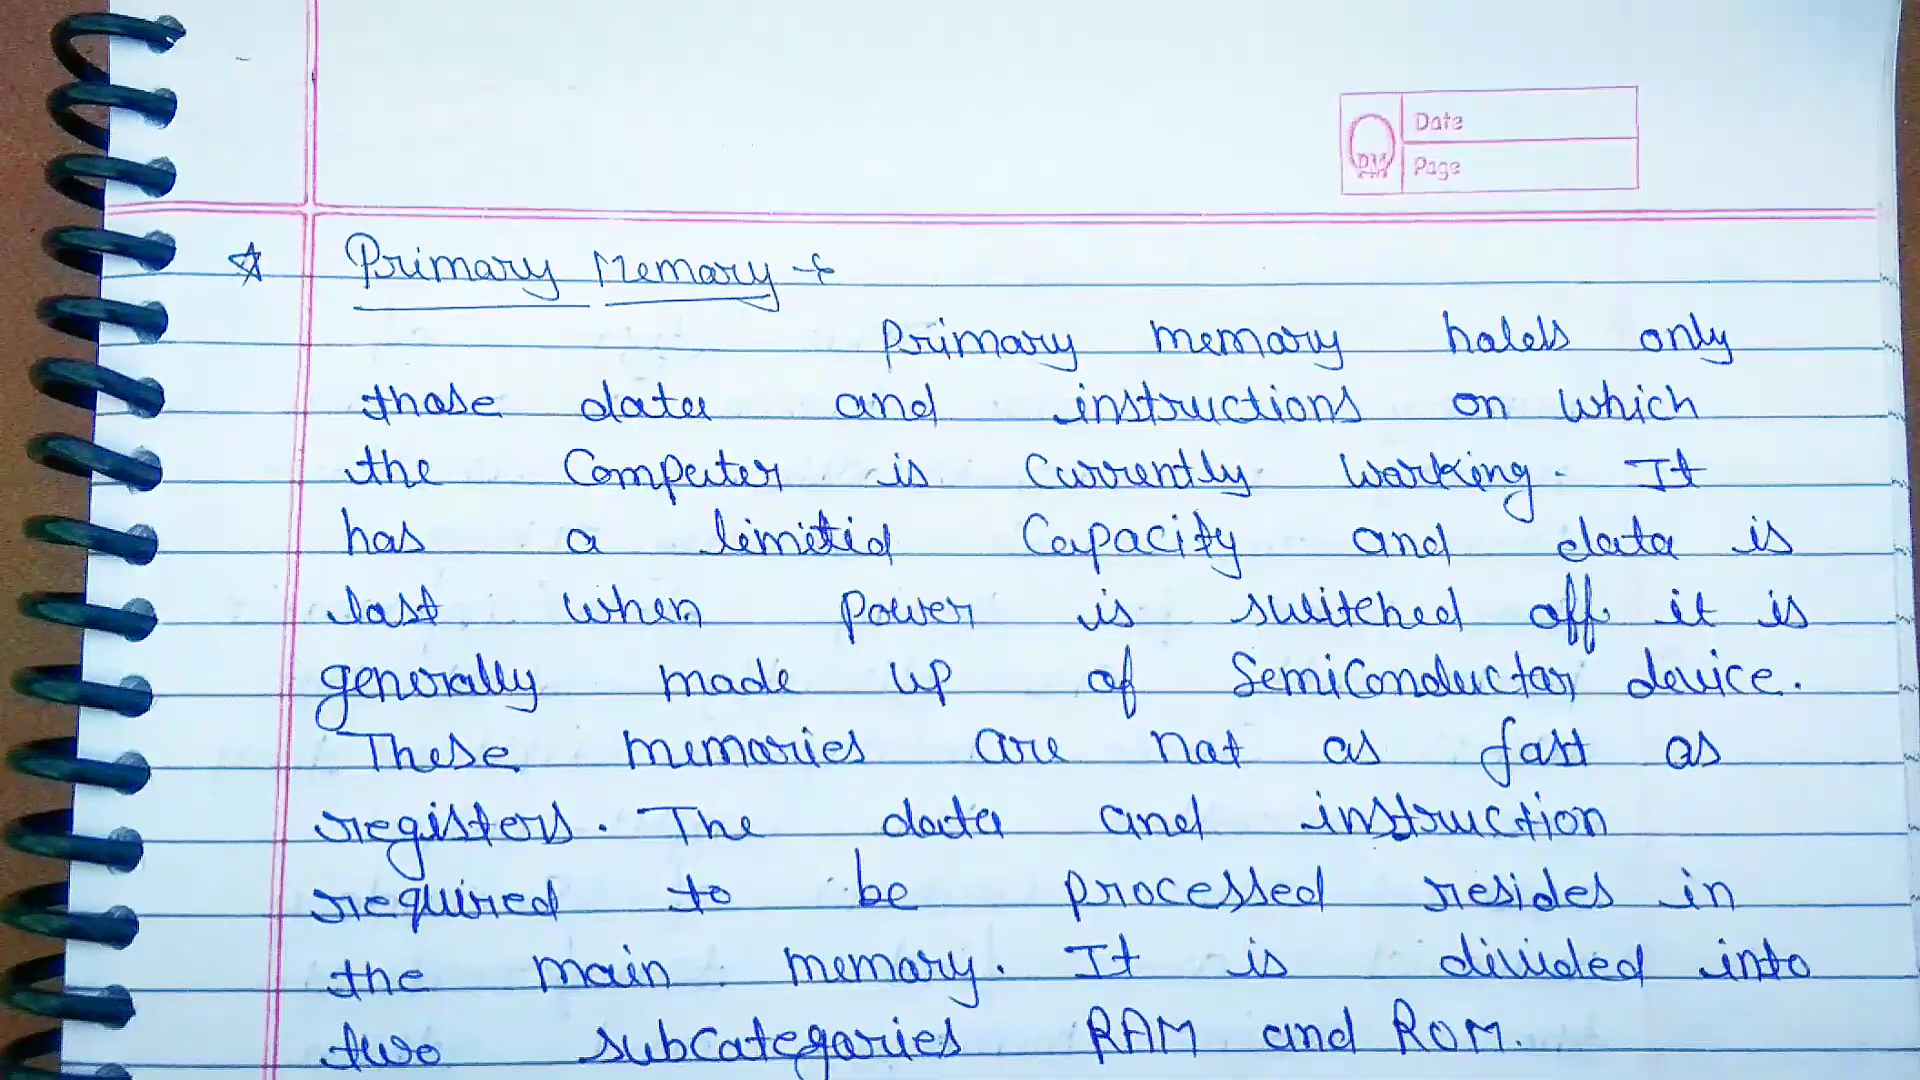 Date
Page
☆ Primary Memory :-
Primary memory holds only
those data and instructions on which
the Computer is Currently working. It
has a limited Capacity and data is
lost when power is switched off it is
generally made up of SemiConductor device.
These memories are not as fast as
registers. The data and instruction
required to be processed resides in
the main memory. It is divided into
two subcategories RAM and ROM.